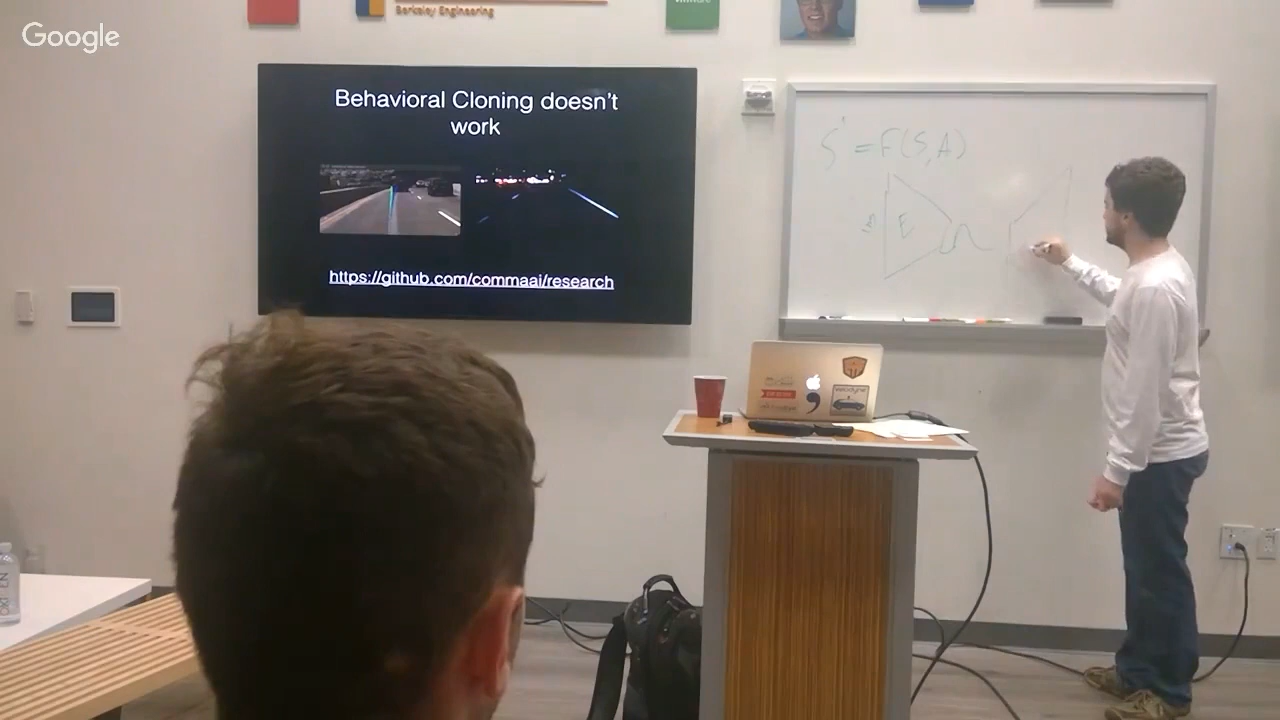 Google
Berkeley Engineering
Behavioral Cloning doesn't
work
https://github.com/commaai/research
S' = F(S,A)
E